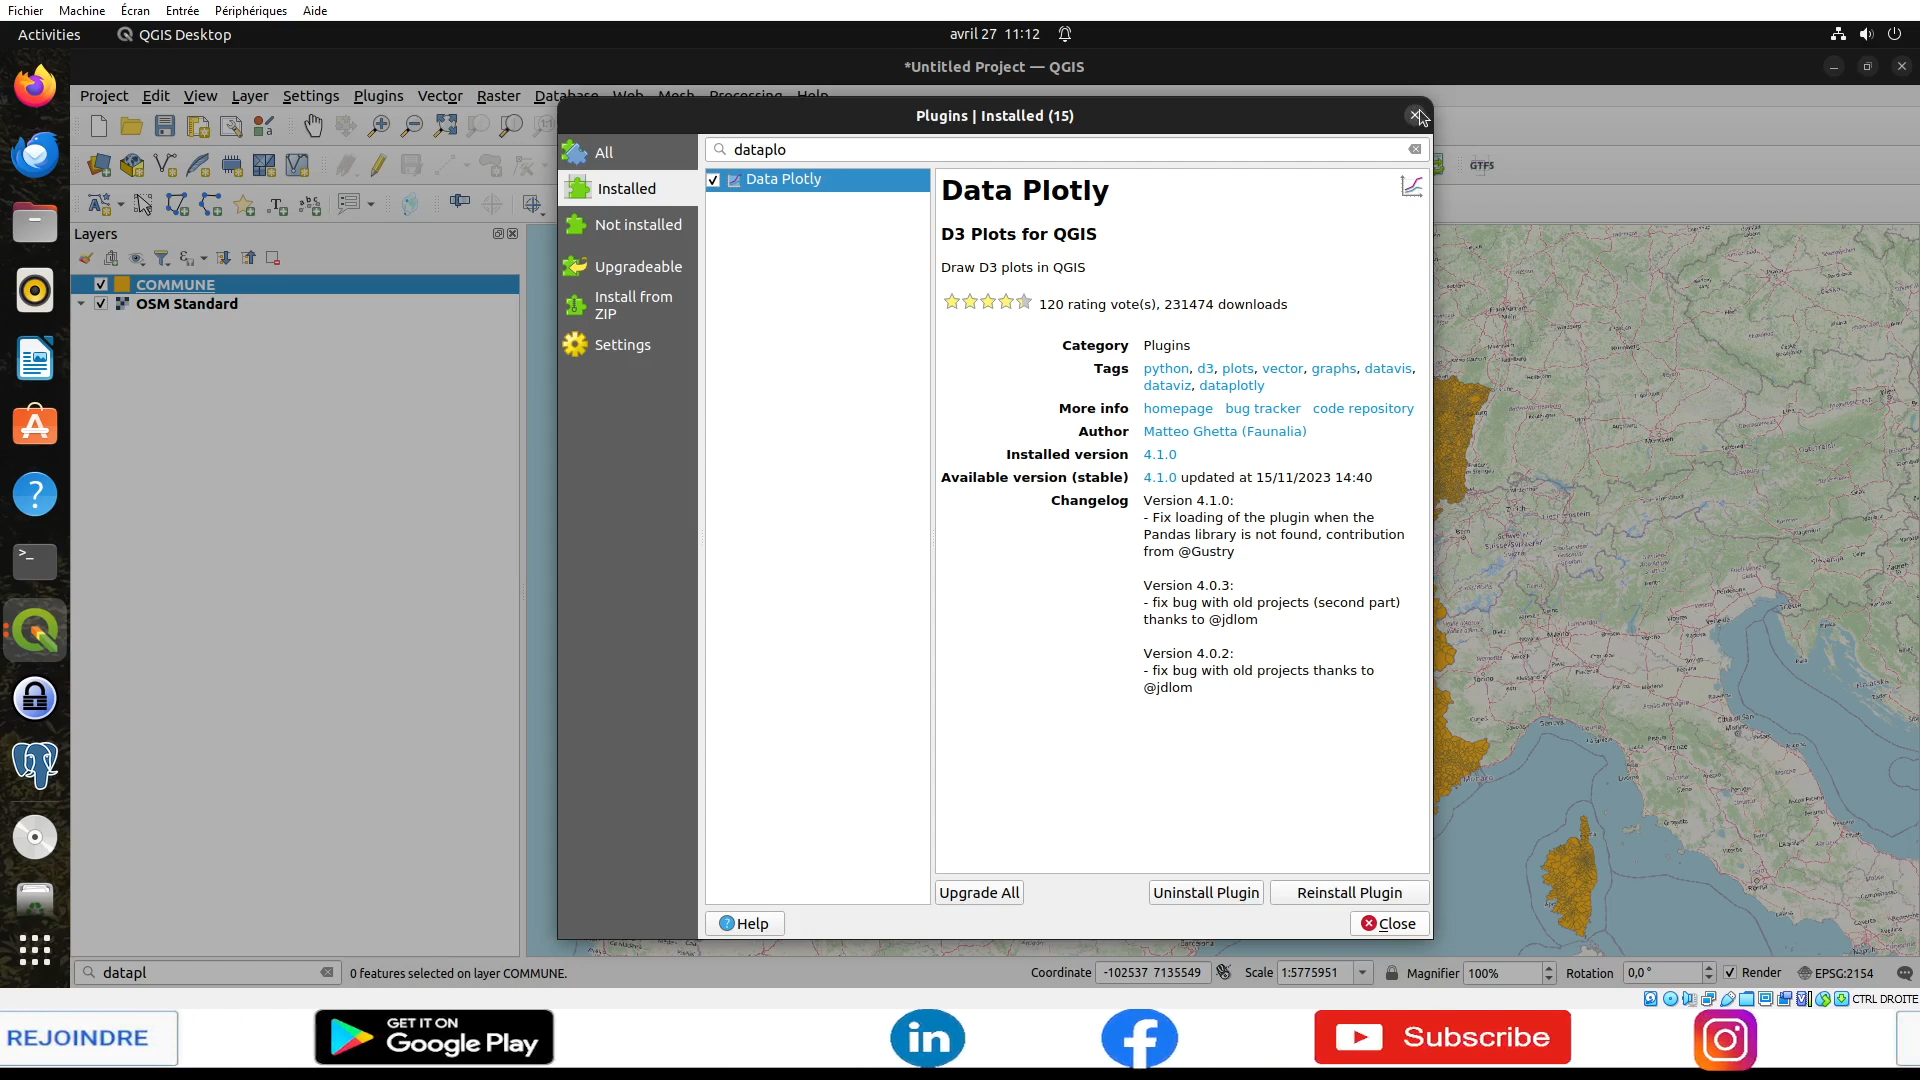 Fichier Machine Écran Entrée Périphériques Aide
Activities QGIS Desktop avril 27 11:12
*Untitled Project — QGIS
Project Edit View Layer Settings Plugins Vector Raster Database Web Mesh Processing Help
Plugins | Installed (15)
All
Installed
Not installed
Upgradeable
Install from
ZIP
Settings
dataplo
Data Plotly
Data Plotly
D3 Plots for QGIS
Draw D3 plots in QGIS
120 rating vote(s), 231474 downloads
Category Plugins
Tags python, d3, plots, vector, graphs, datavis,
dataviz, dataplotly
More info homepage bug tracker code repository
Author Matteo Ghetta (Faunalia)
Installed version 4.1.0
Available version (stable) 4.1.0 updated at 15/11/2023 14:40
Changelog Version 4.1.0:
- Fix loading of the plugin when the
Pandas library is not found, contribution
from @Gustry
Version 4.0.3:
- fix bug with old projects (second part)
thanks to @jdlom
Version 4.0.2:
- fix bug with old projects thanks to
@jdlom
Upgrade All Uninstall Plugin Reinstall Plugin
Help Close
GTFS
Layers
COMMUNE
OSM Standard
datapl 0 features selected on layer COMMUNE. Coordinate -102537 7135549 Scale 1:5775951 Magnifier 100% Rotation 0,0 ° Render EPSG:2154
CTRL DROITE
REJOINDRE
GET IT ON
Google Play
in
Subscribe